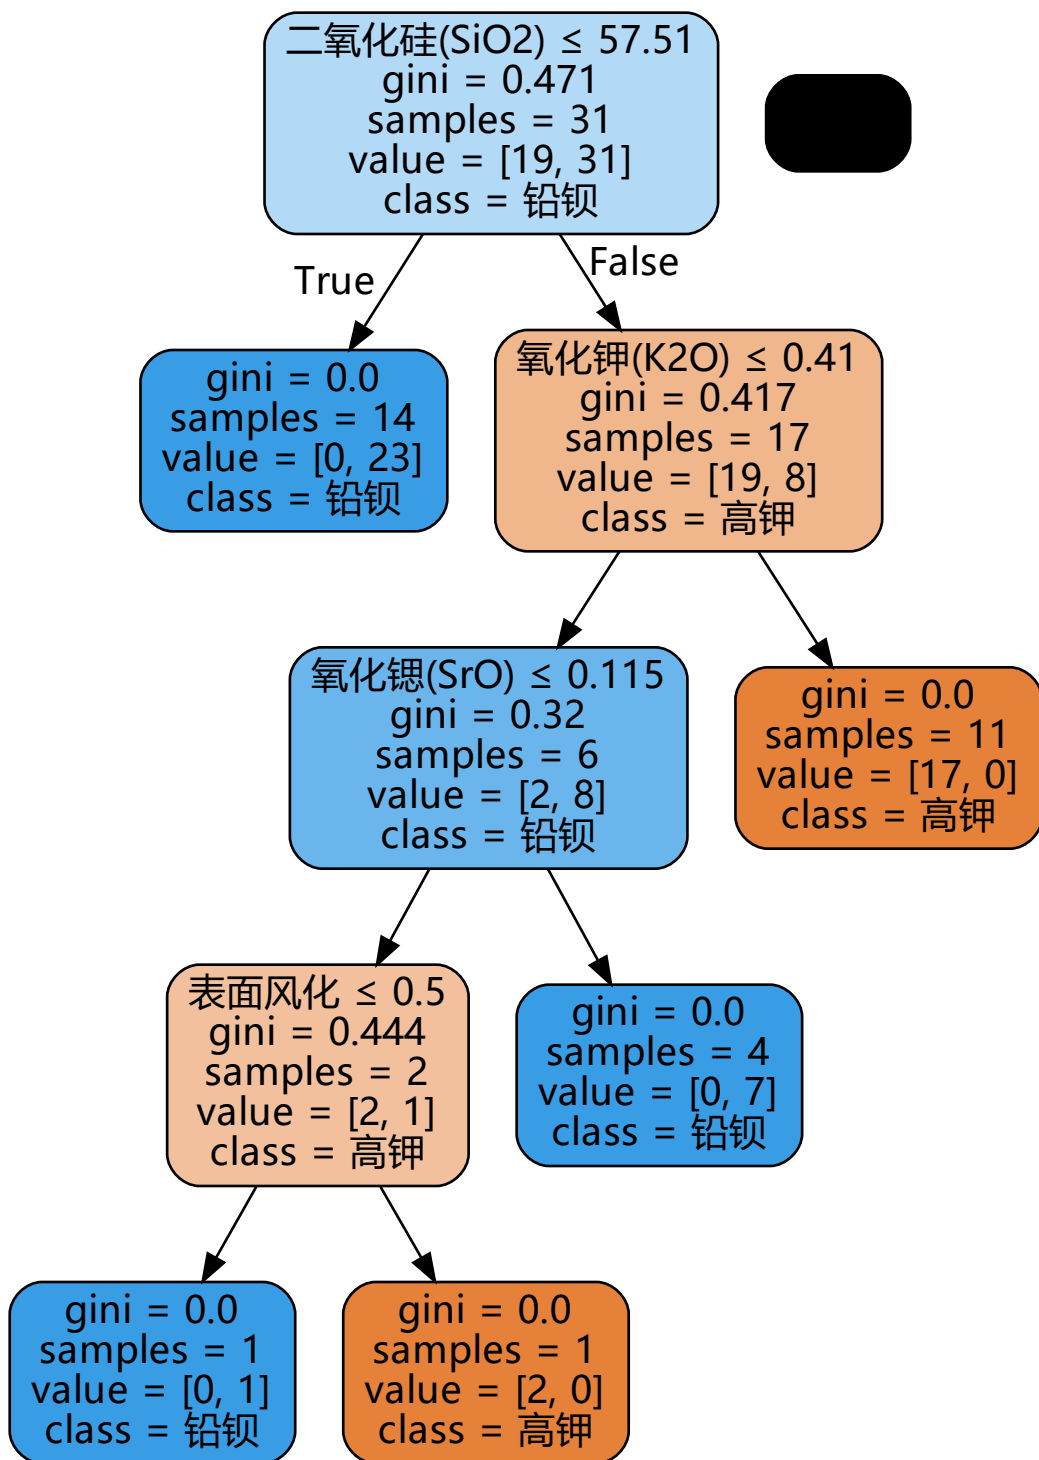 二氧化硅(SiO2) ≤ 57.51
gini = 0.471
samples = 31
value = [19, 31]
class = 铅钡
True
False
gini = 0.0
samples = 14
value = [0, 23]
class = 铅钡
氧化钾(K2O) ≤ 0.41
gini = 0.417
samples = 17
value = [19, 8]
class = 高钾
氧化锶(SrO) ≤ 0.115
gini = 0.32
samples = 6
value = [2, 8]
class = 铅钡
gini = 0.0
samples = 11
value = [17, 0]
class = 高钾
表面风化 ≤ 0.5
gini = 0.444
samples = 2
value = [2, 1]
class = 高钾
gini = 0.0
samples = 4
value = [0, 7]
class = 铅钡
gini = 0.0
samples = 1
value = [0, 1]
class = 铅钡
gini = 0.0
samples = 1
value = [2, 0]
class = 高钾